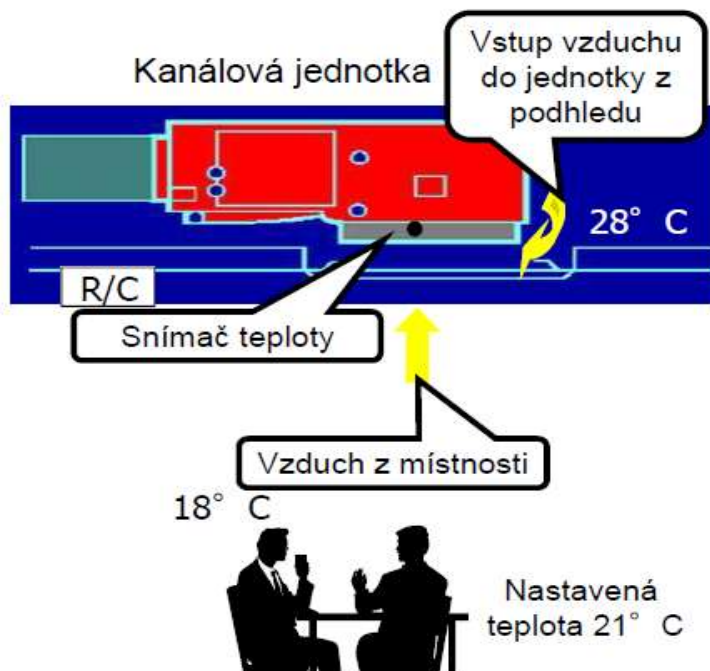 Kanálová jednotka
Vstup vzduchu
do jednotky z
podhledu
28° C
R/C
Snímač teploty
Vzduch z místnosti
18° C
Nastavená
teplota 21° C